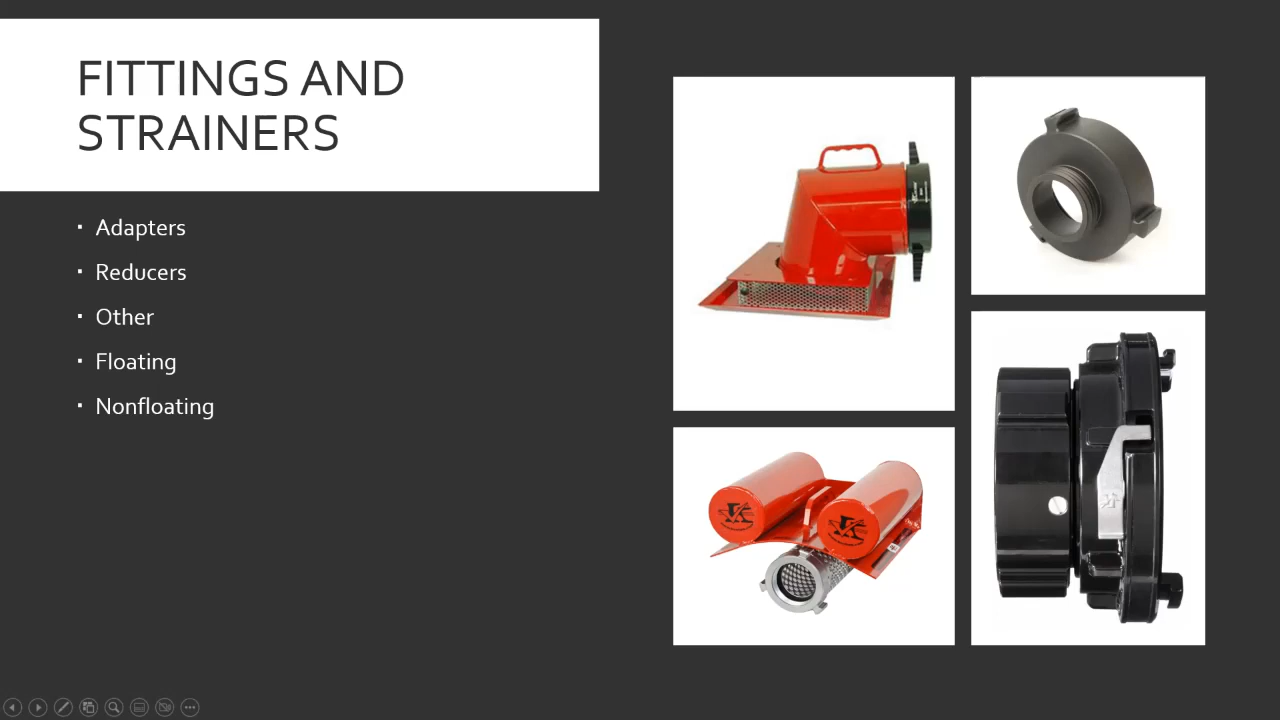 FITTINGS AND
STRAINERS
▪ Adapters
▪ Reducers
▪ Other
▪ Floating
▪ Nonfloating